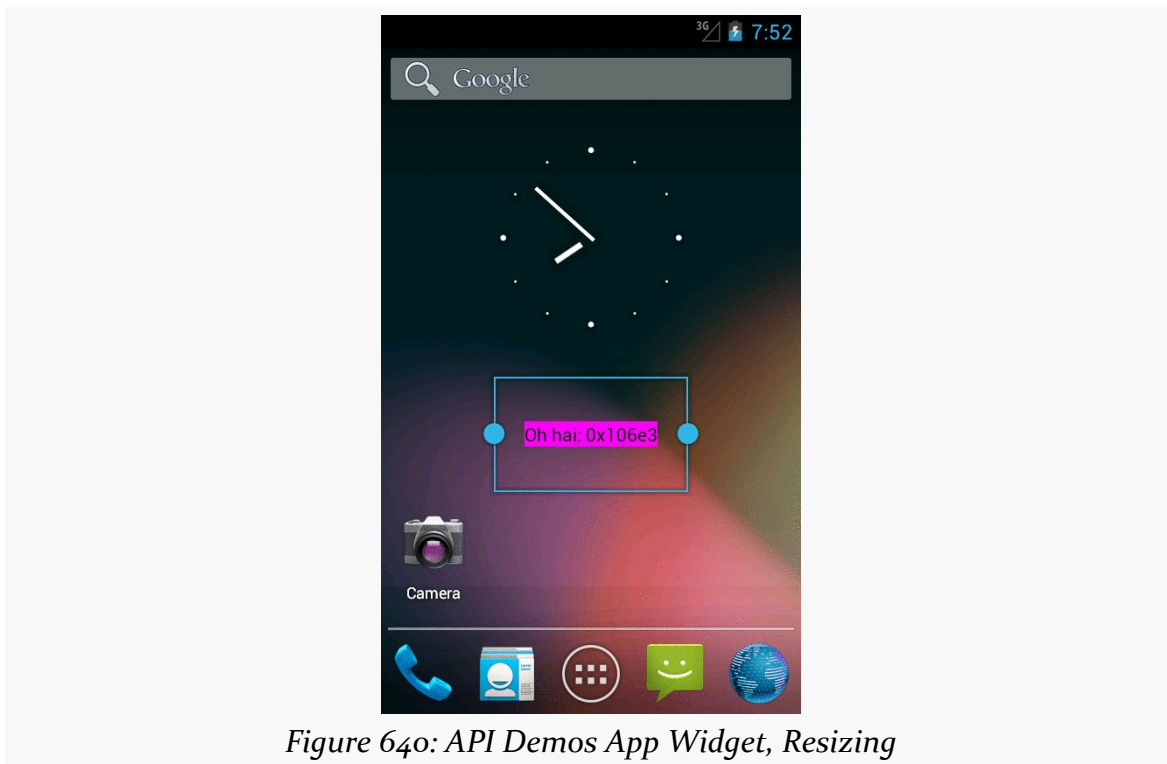 3G 7:52
Google
Oh hai: 0x106e3
Camera
Figure 640: API Demos App Widget, Resizing